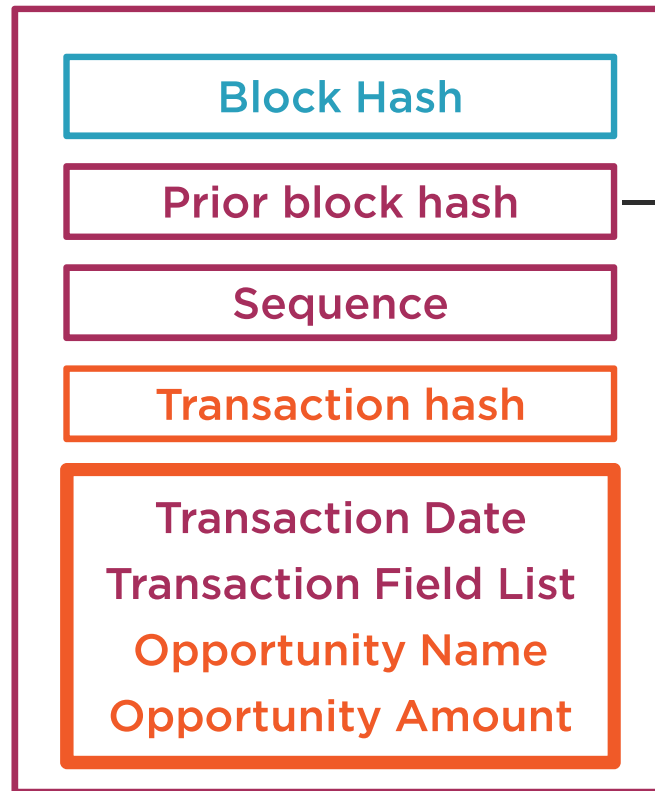 Block Hash
Prior block hash
Sequence
Transaction hash
Transaction Date
Transaction Field List
Opportunity Name
Opportunity Amount